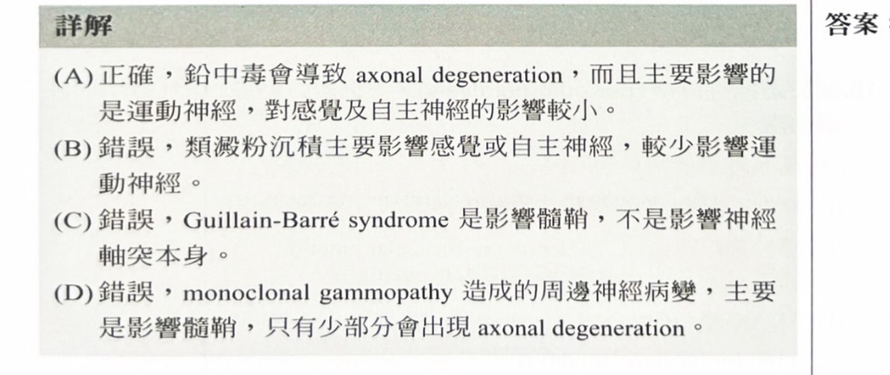 詳解
答案：
(A) 正確，鉛中毒會導致 axonal degeneration，而且主要影響的
是運動神經，對感覺及自主神經的影響較小。
(B) 錯誤，類澱粉沉積主要影響感覺或自主神經，較少影響運
動神經。
(C) 錯誤，Guillain-Barré syndrome 是影響髓鞘，不是影響神經
軸突本身。
(D) 錯誤，monoclonal gammopathy 造成的周邊神經病變，主要
是影響髓鞘，只有少部分會出現 axonal degeneration。